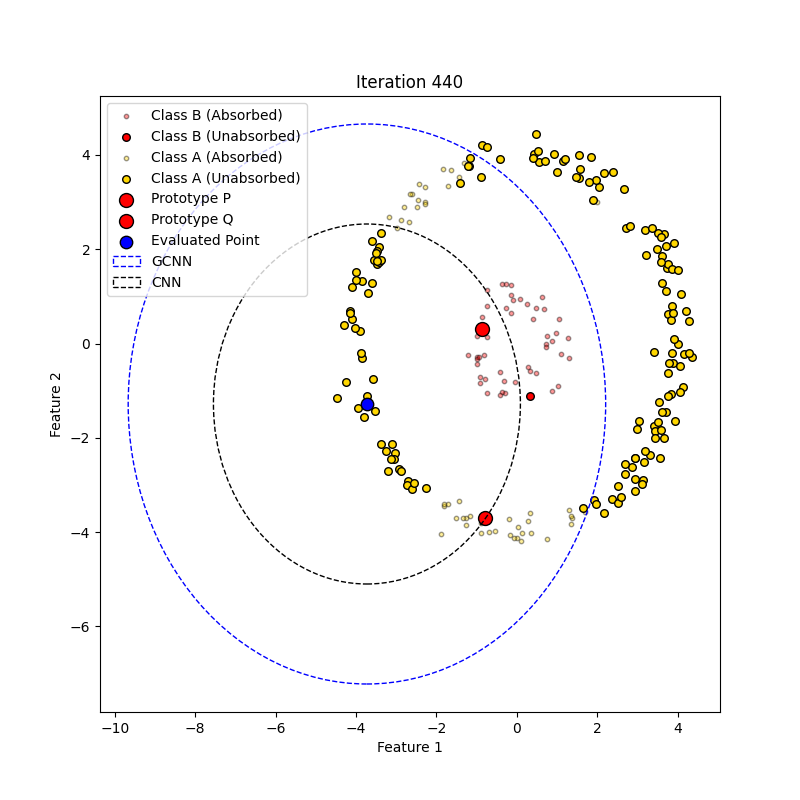 Iteration 440
Class B (Absorbed)
Class B (Unabsorbed)
Class A (Absorbed)
Class A (Unabsorbed)
Prototype P
Prototype Q
Evaluated Point
GCNN
CNN
4
2
0
−2
−4
−6
Feature 2
−10 −8 −6 −4 −2 0 2 4
Feature 1